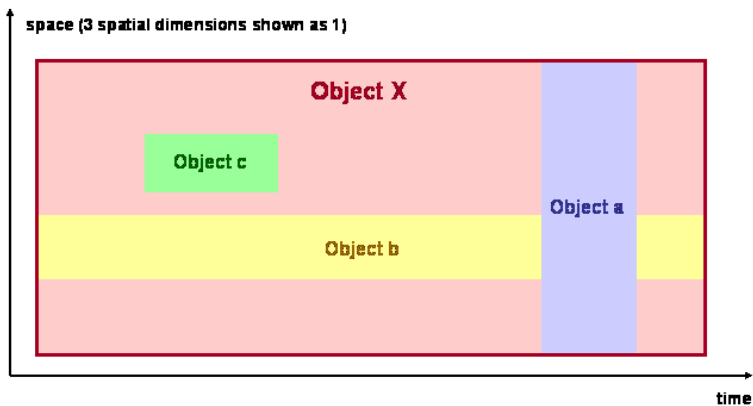 space (3 spatial dimensions shown as 1)
Object X
Object c
Object a
Object b
time